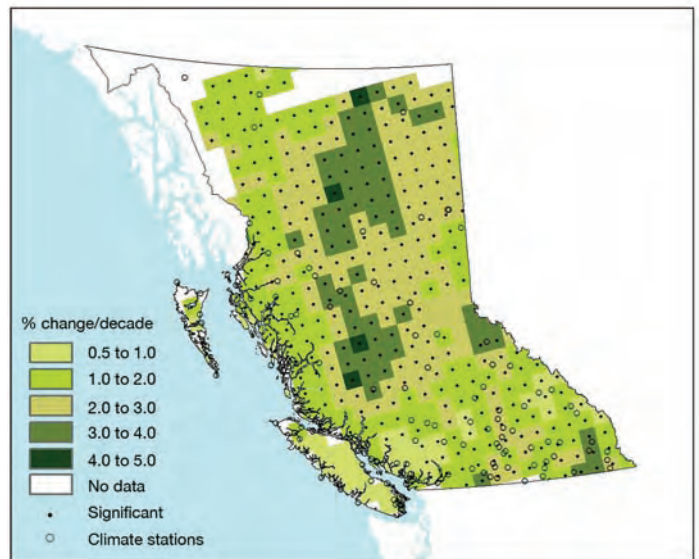 % change/decade
0.5 to 1.0
1.0 to 2.0
2.0 to 3.0
3.0 to 4.0
4.0 to 5.0
No data
Significant
Climate stations